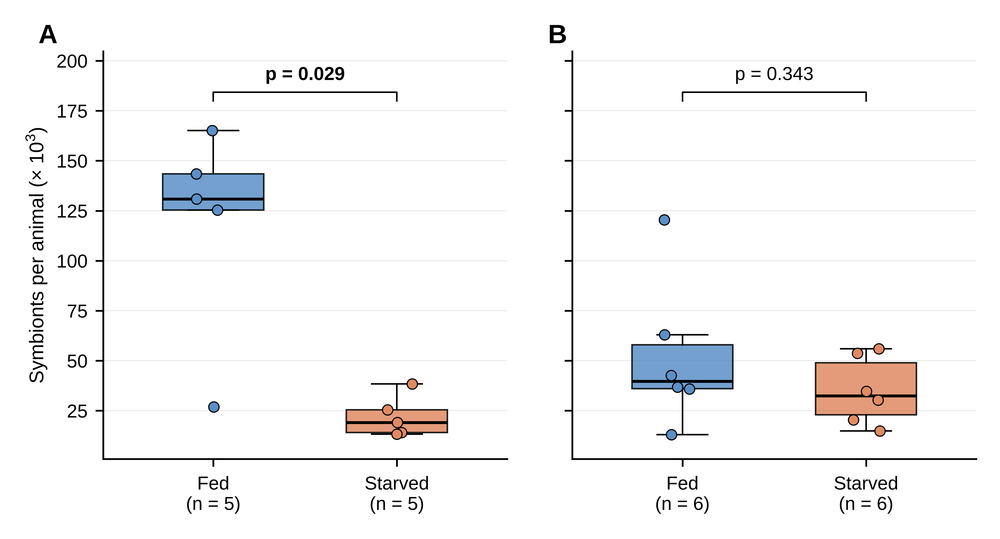 A
B
Symbionts per animal (× 10³)
200
175
150
125
100
75
50
25
p = 0.029
p = 0.343
Fed
(n = 5)
Starved
(n = 5)
Fed
(n = 6)
Starved
(n = 6)